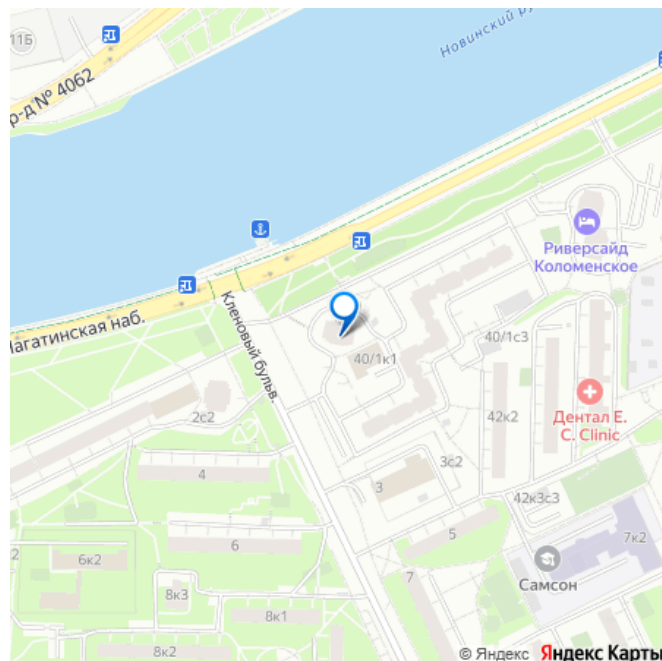 11Б
р-д № 4062
Новинский ру
Риверсайд
Коломенское
Нагатинская наб.
Кленовый бульв.
40/1к1
40/1с3
42к2
Дентал Е.
С. Clinic
2с2
3с2
3
42к3с3
4
5
7к2
6
7
Самсон
6к2
8к3
8к1
8к2
© Яндекс Яндекс Карты